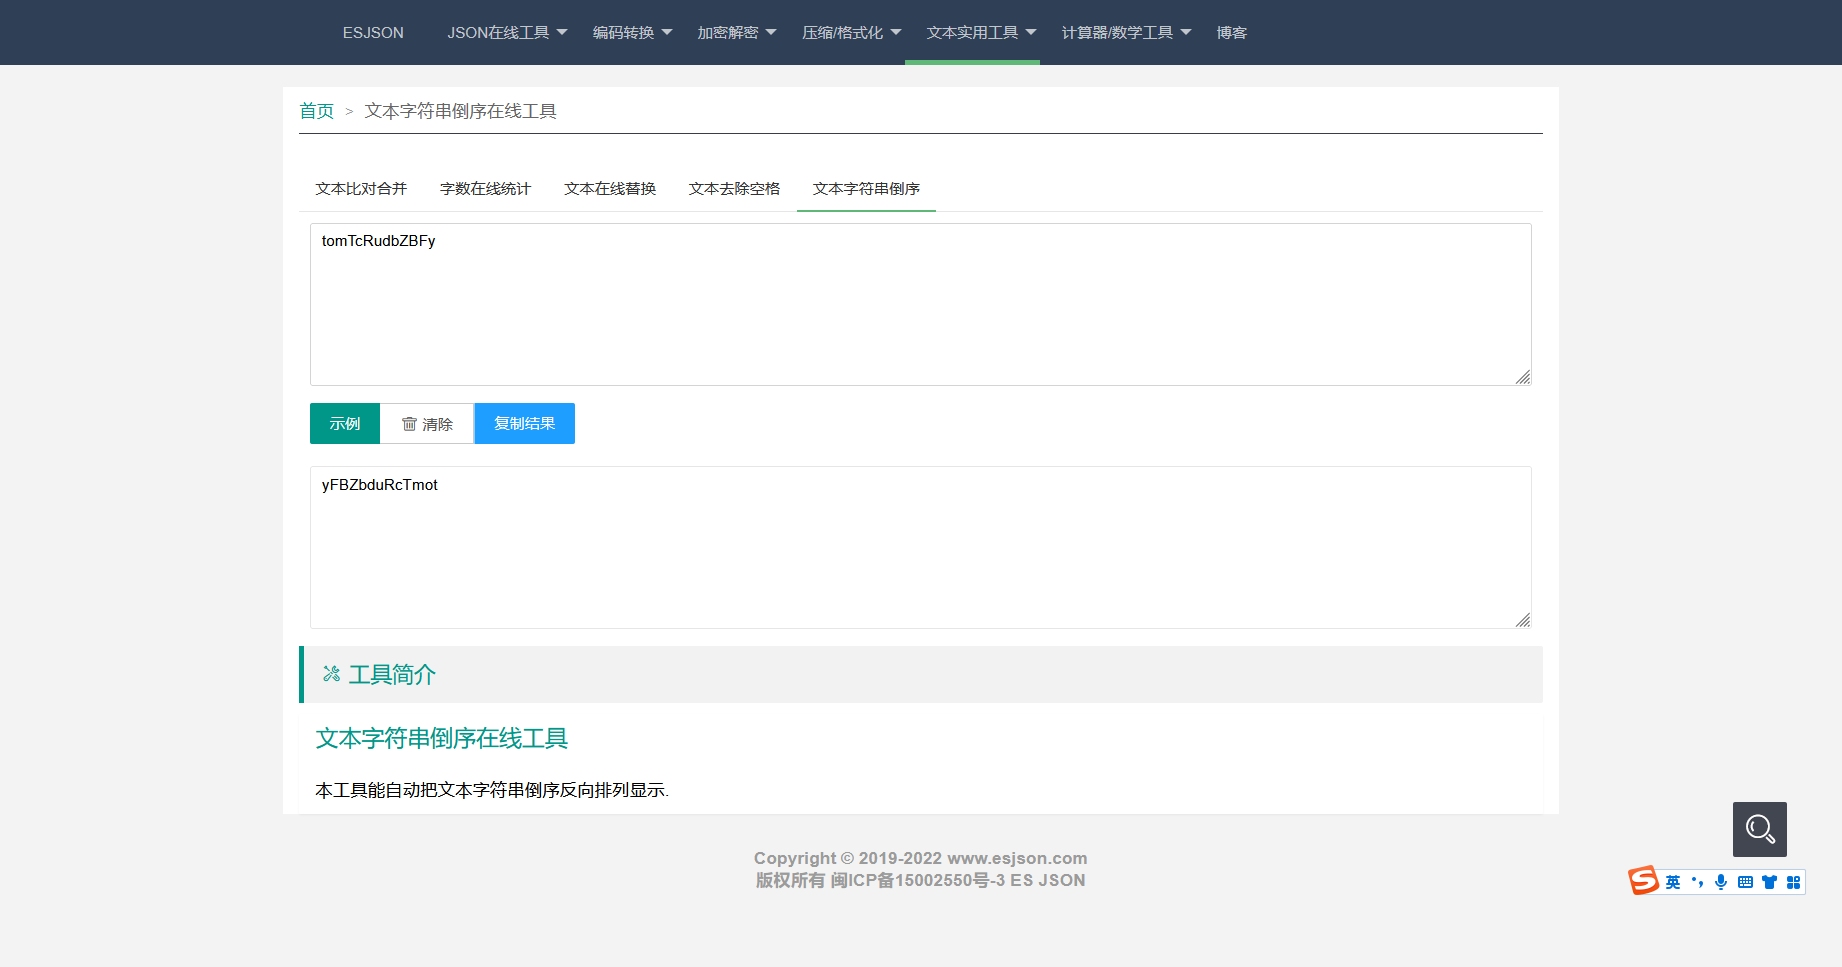 ESJSON JSON在线工具 编码转换 加密解密 压缩/格式化 文本实用工具 计算器/数学工具 博客
首页 > 文本字符串倒序在线工具
文本比对合并 字数在线统计 文本在线替换 文本去除空格 文本字符串倒序
tomTcRudbZBFy
示例 清除 复制结果
yFBZbduRcTmot
工具简介
文本字符串倒序在线工具
本工具能自动把文本字符串倒序反向排列显示.
Copyright © 2019-2022 www.esjson.com
版权所有 闽ICP备15002550号-3 ES JSON
S 英